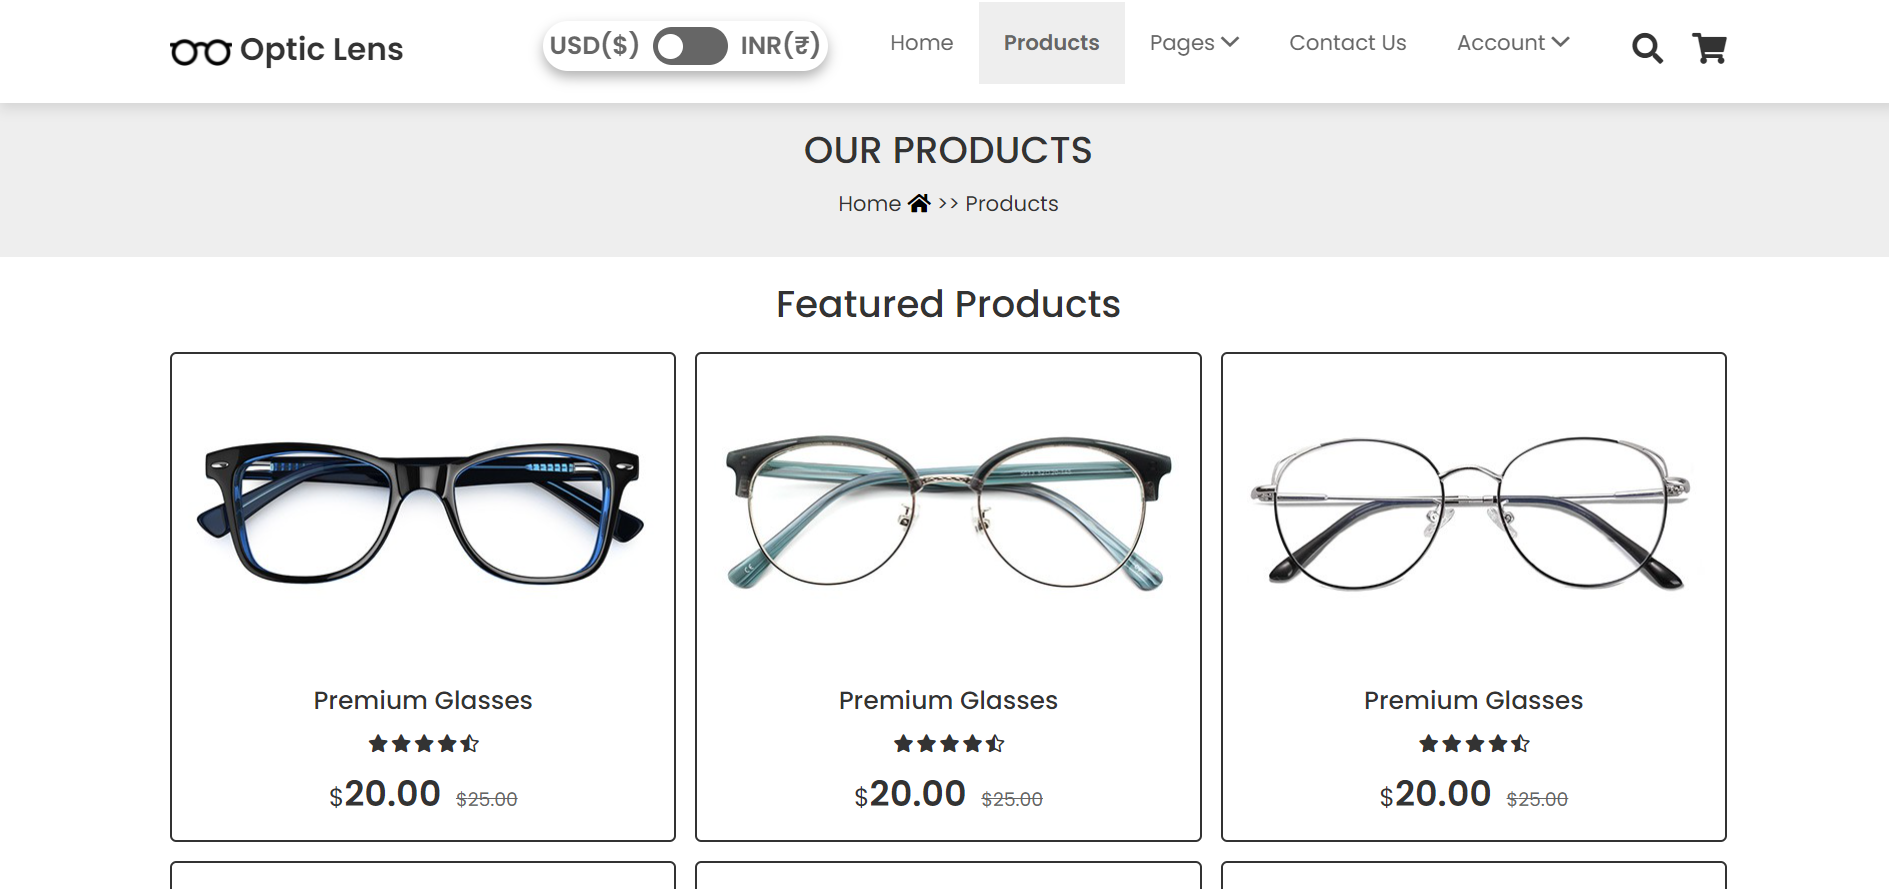 Optic Lens
USD($) INR(₹)
Home
Products
Pages
Contact Us
Account
OUR PRODUCTS
Home >> Products
Featured Products
Premium Glasses
$20.00 $25.00
Premium Glasses
$20.00 $25.00
Premium Glasses
$20.00 $25.00